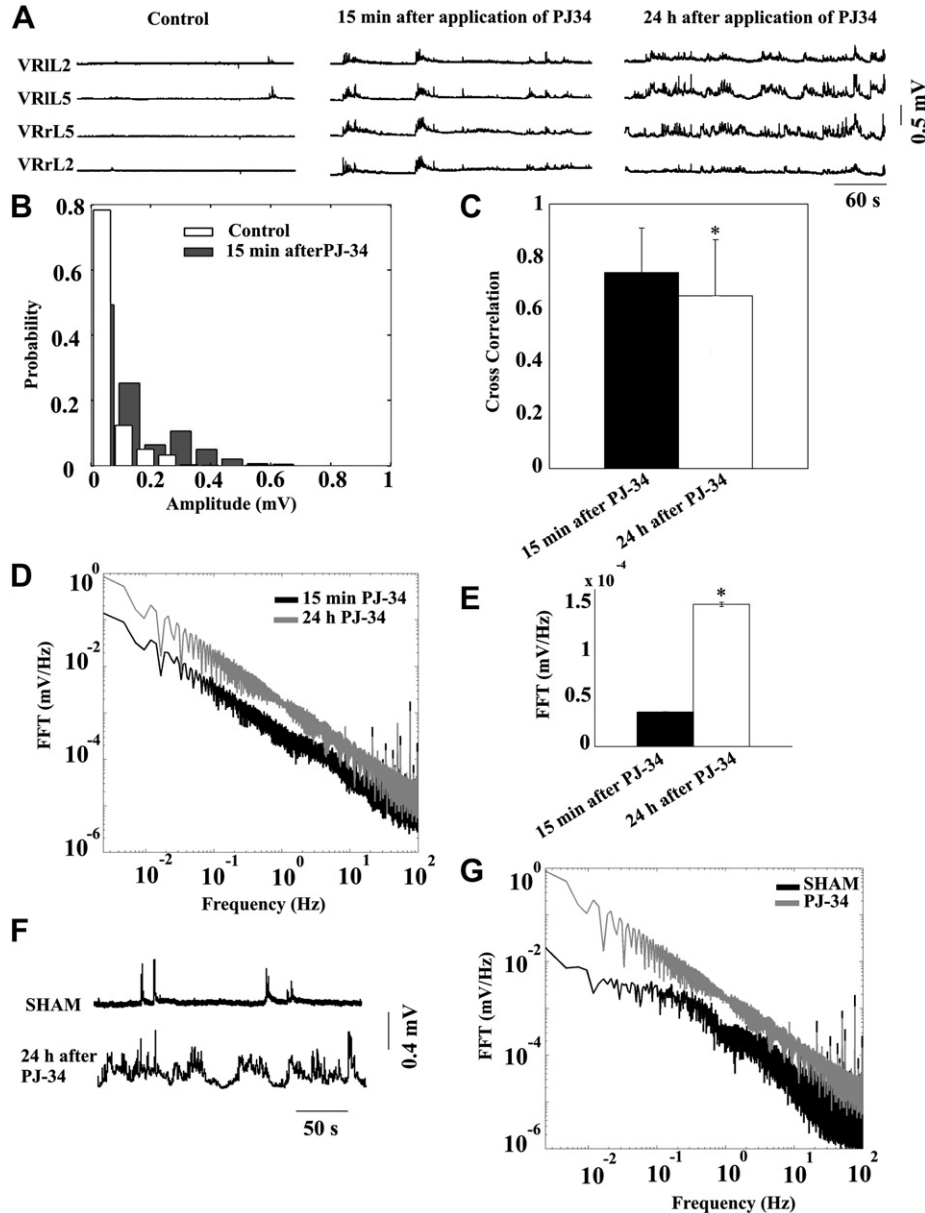 A
Control
15 min after application of PJ34
24 h after application of PJ34
VRlL2
VRlL5
VRrL5
VRrL2
0.5 mV
60 s
B
0.8
0.6
0.4
0.2
0
Probability
Control
15 min afterPJ-34
0 0.2 0.4 0.6 0.8 1
Amplitude (mV)
C
1
0.8
0.6
0.4
0.2
0
Cross Correlation
*
15 min after PJ-34
24 h after PJ-34
D
10^0
10^-2
10^-4
10^-6
FFT (mV/Hz)
15 min PJ-34
24 h PJ-34
10^-2 10^-1 10^0 10^1 10^2
Frequency (Hz)
E
x 10^-4
1.5
1
0.5
0
FFT (mV/Hz)
*
15 min after PJ-34
24 h after PJ-34
F
SHAM
24 h after
PJ-34
0.4 mV
50 s
G
10^0
10^-2
10^-4
10^-6
FFT (mV/Hz)
SHAM
PJ-34
10^-2 10^-1 10^0 10^1 10^2
Frequency (Hz)